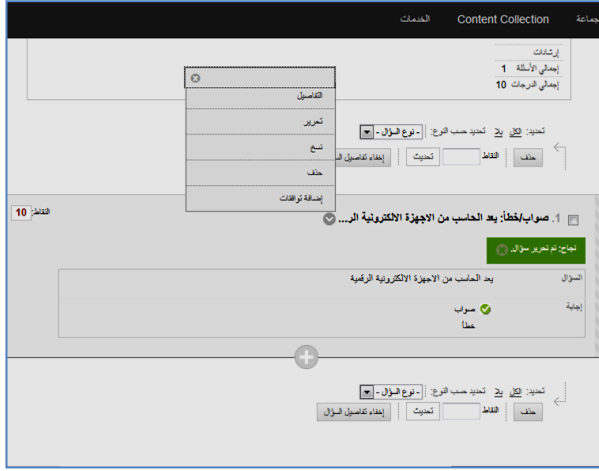 جماعة Content Collection الخدمات
إرشادات
إجمالي الأسئلة 1
إجمالي الدرجات 10
التفاصيل
تحرير
نسخ
حذف
إضافة توافقات
تحديد: الكل بلا تحديد حسب النوع: - نوع السؤال -
حذف النقاط تحديث إخفاء تفاصيل
1. صواب/خطأ: يعد الحاسب من الاجهزة الالكترونية الر...
النقاط: 10
نجاح: تم تحرير سؤال.
السؤال يعد الحاسب من الاجهزة الالكترونية الرقمية
إجابة صواب
خطأ
تحديد: الكل بلا تحديد حسب النوع: - نوع السؤال -
حذف النقاط تحديث إخفاء تفاصيل السؤال